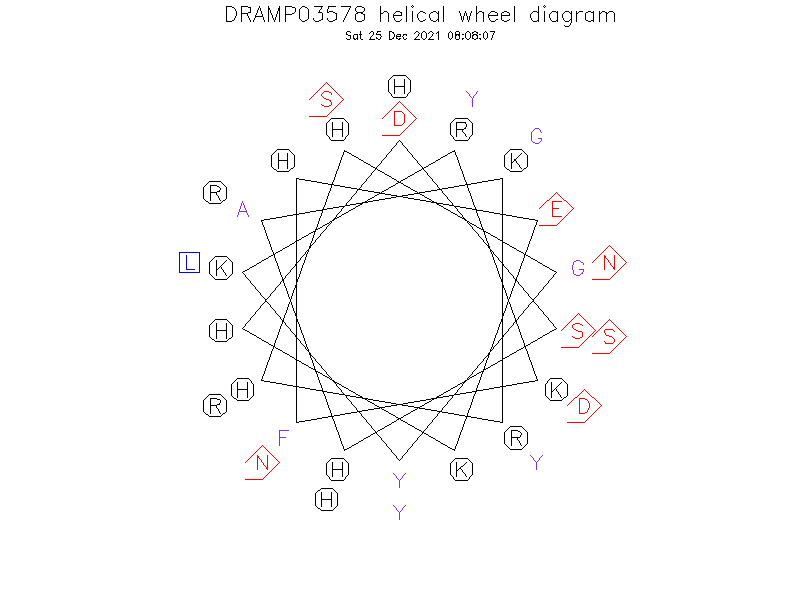 DRAMP03578 helical wheel diagram
Sat 25 Dec 2021 08:08:07
H
S Y
D
H R G
H K
R
A E
L K G N
H S S
R H K D
F R
N Y
H K
Y
H
Y